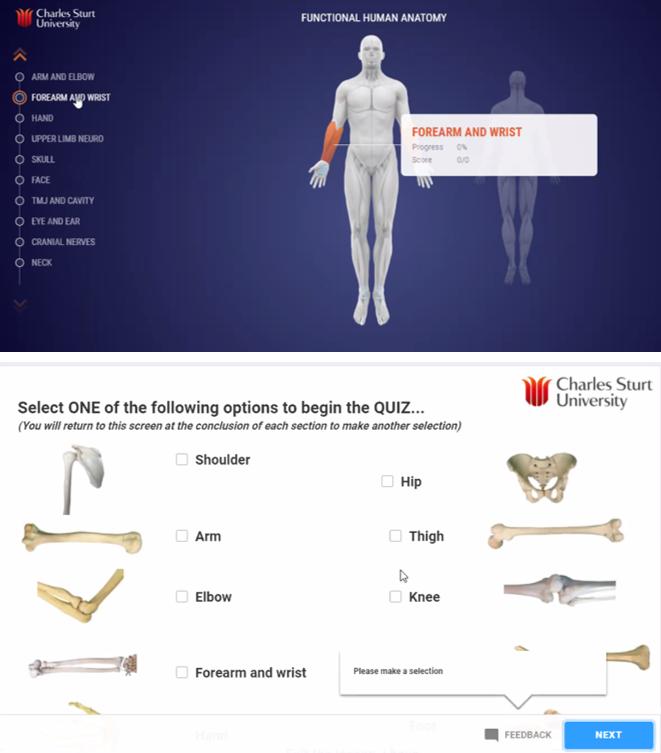 Charles Sturt
University
FUNCTIONAL HUMAN ANATOMY
ARM AND ELBOW
FOREARM AND WRIST
HAND
UPPER LIMB NEURO
SKULL
FACE
TMJ AND CAVITY
EYE AND EAR
CRANIAL NERVES
NECK
FOREARM AND WRIST
Progress 0%
Score 0/0
Charles Sturt
University
Select ONE of the following options to begin the QUIZ...
(You will return to this screen at the conclusion of each section to make another selection)
Shoulder
Hip
Arm
Thigh
Elbow
Knee
Forearm and wrist
Please make a selection
Hand
Foot
FEEDBACK
NEXT